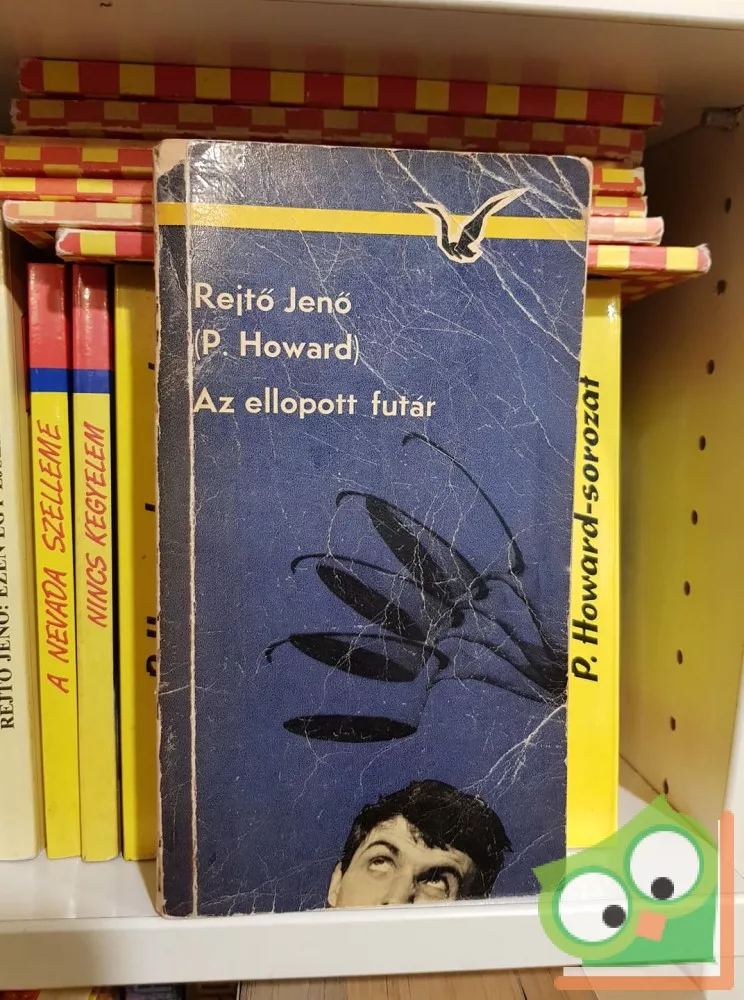 Rejtő Jenő
(P. Howard)
Az ellopott futár
A NEVADA SZELLEME
NINCS KEGYELEM
P. Howard-sorozat